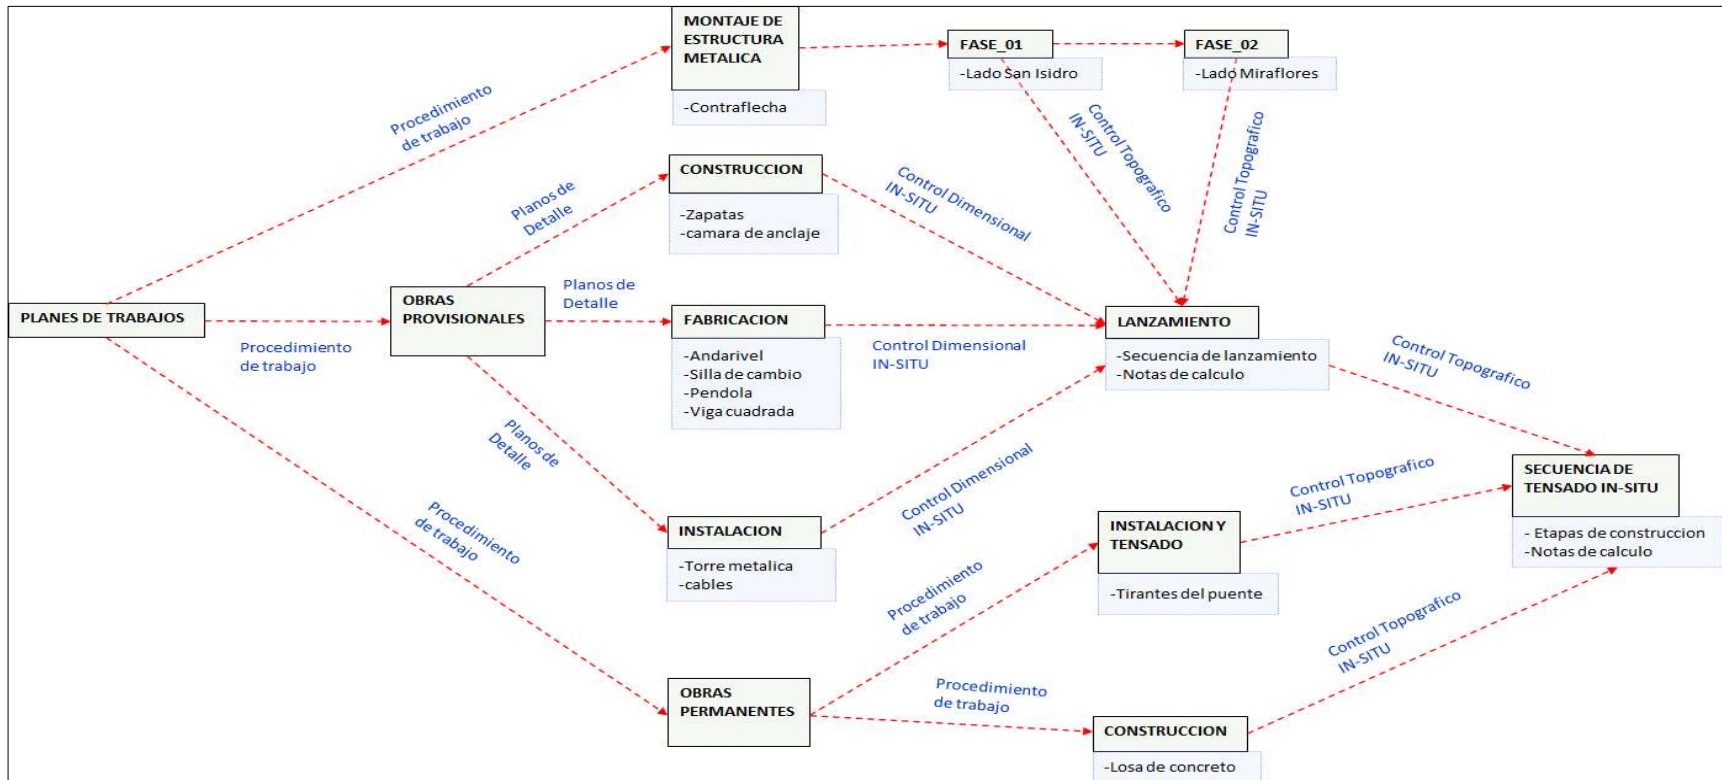 MONTAJE DE
ESTRUCTURA
METALICA
-Contraflecha
FASE_01
-Lado San Isidro
FASE_02
-Lado Miraflores
Procedimiento
de trabajo
Control Topografico
IN-SITU
Control Topografico
IN-SITU
CONSTRUCCION
-Zapatas
-camara de anclaje
Planos de
Detalle
Control Dimensional
IN-SITU
PLANES DE TRABAJOS
Procedimiento
de trabajo
OBRAS
PROVISIONALES
Planos de
Detalle
FABRICACION
-Andarivel
-Silla de cambio
-Pendola
-Viga cuadrada
Control Dimensional
IN-SITU
LANZAMIENTO
-Secuencia de lanzamiento
-Notas de calculo
Control Topografico
IN-SITU
Planos de
Detalle
INSTALACION
-Torre metalica
-cables
Control Dimensional
IN-SITU
SECUENCIA DE
TENSADO IN-SITU
- Etapas de construccion
-Notas de calculo
Procedimiento
de trabajo
INSTALACION Y
TENSADO
-Tirantes del puente
Control Topografico
IN-SITU
Procedimiento
de trabajo
OBRAS
PERMANENTES
Procedimiento
de trabajo
CONSTRUCCION
-Losa de concreto
Control Topografico
IN-SITU